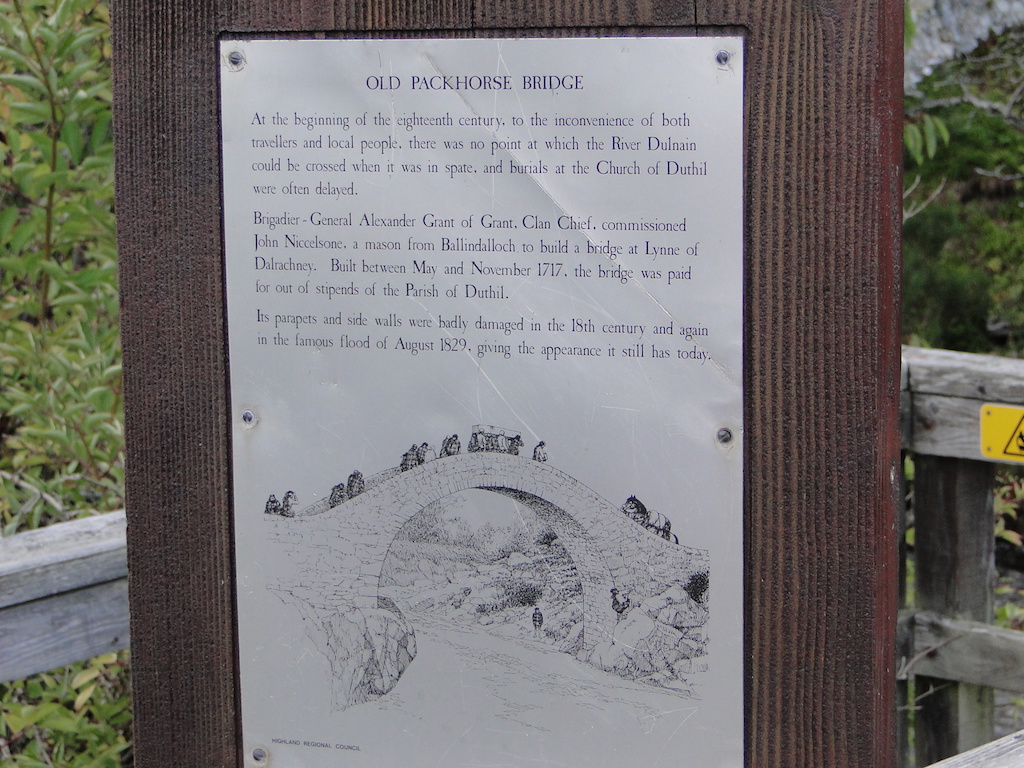 OLD PACKHORSE BRIDGE
At the beginning of the eighteenth century, to the inconvenience of both
travellers and local people, there was no point at which the River Dulnain
could be crossed when it was in spate, and burials at the Church of Duthil
were often delayed.
Brigadier - General Alexander Grant of Grant, Clan Chief, commissioned
John Niccelsone, a mason from Ballindalloch to build a bridge at Lynne of
Dalrachney. Built between May and November 1717, the bridge was paid
for out of stipends of the Parish of Duthil.
Its parapets and side walls were badly damaged in the 18th century and again
in the famous flood of August 1829, giving the appearance it still has today.
HIGHLAND REGIONAL COUNCIL